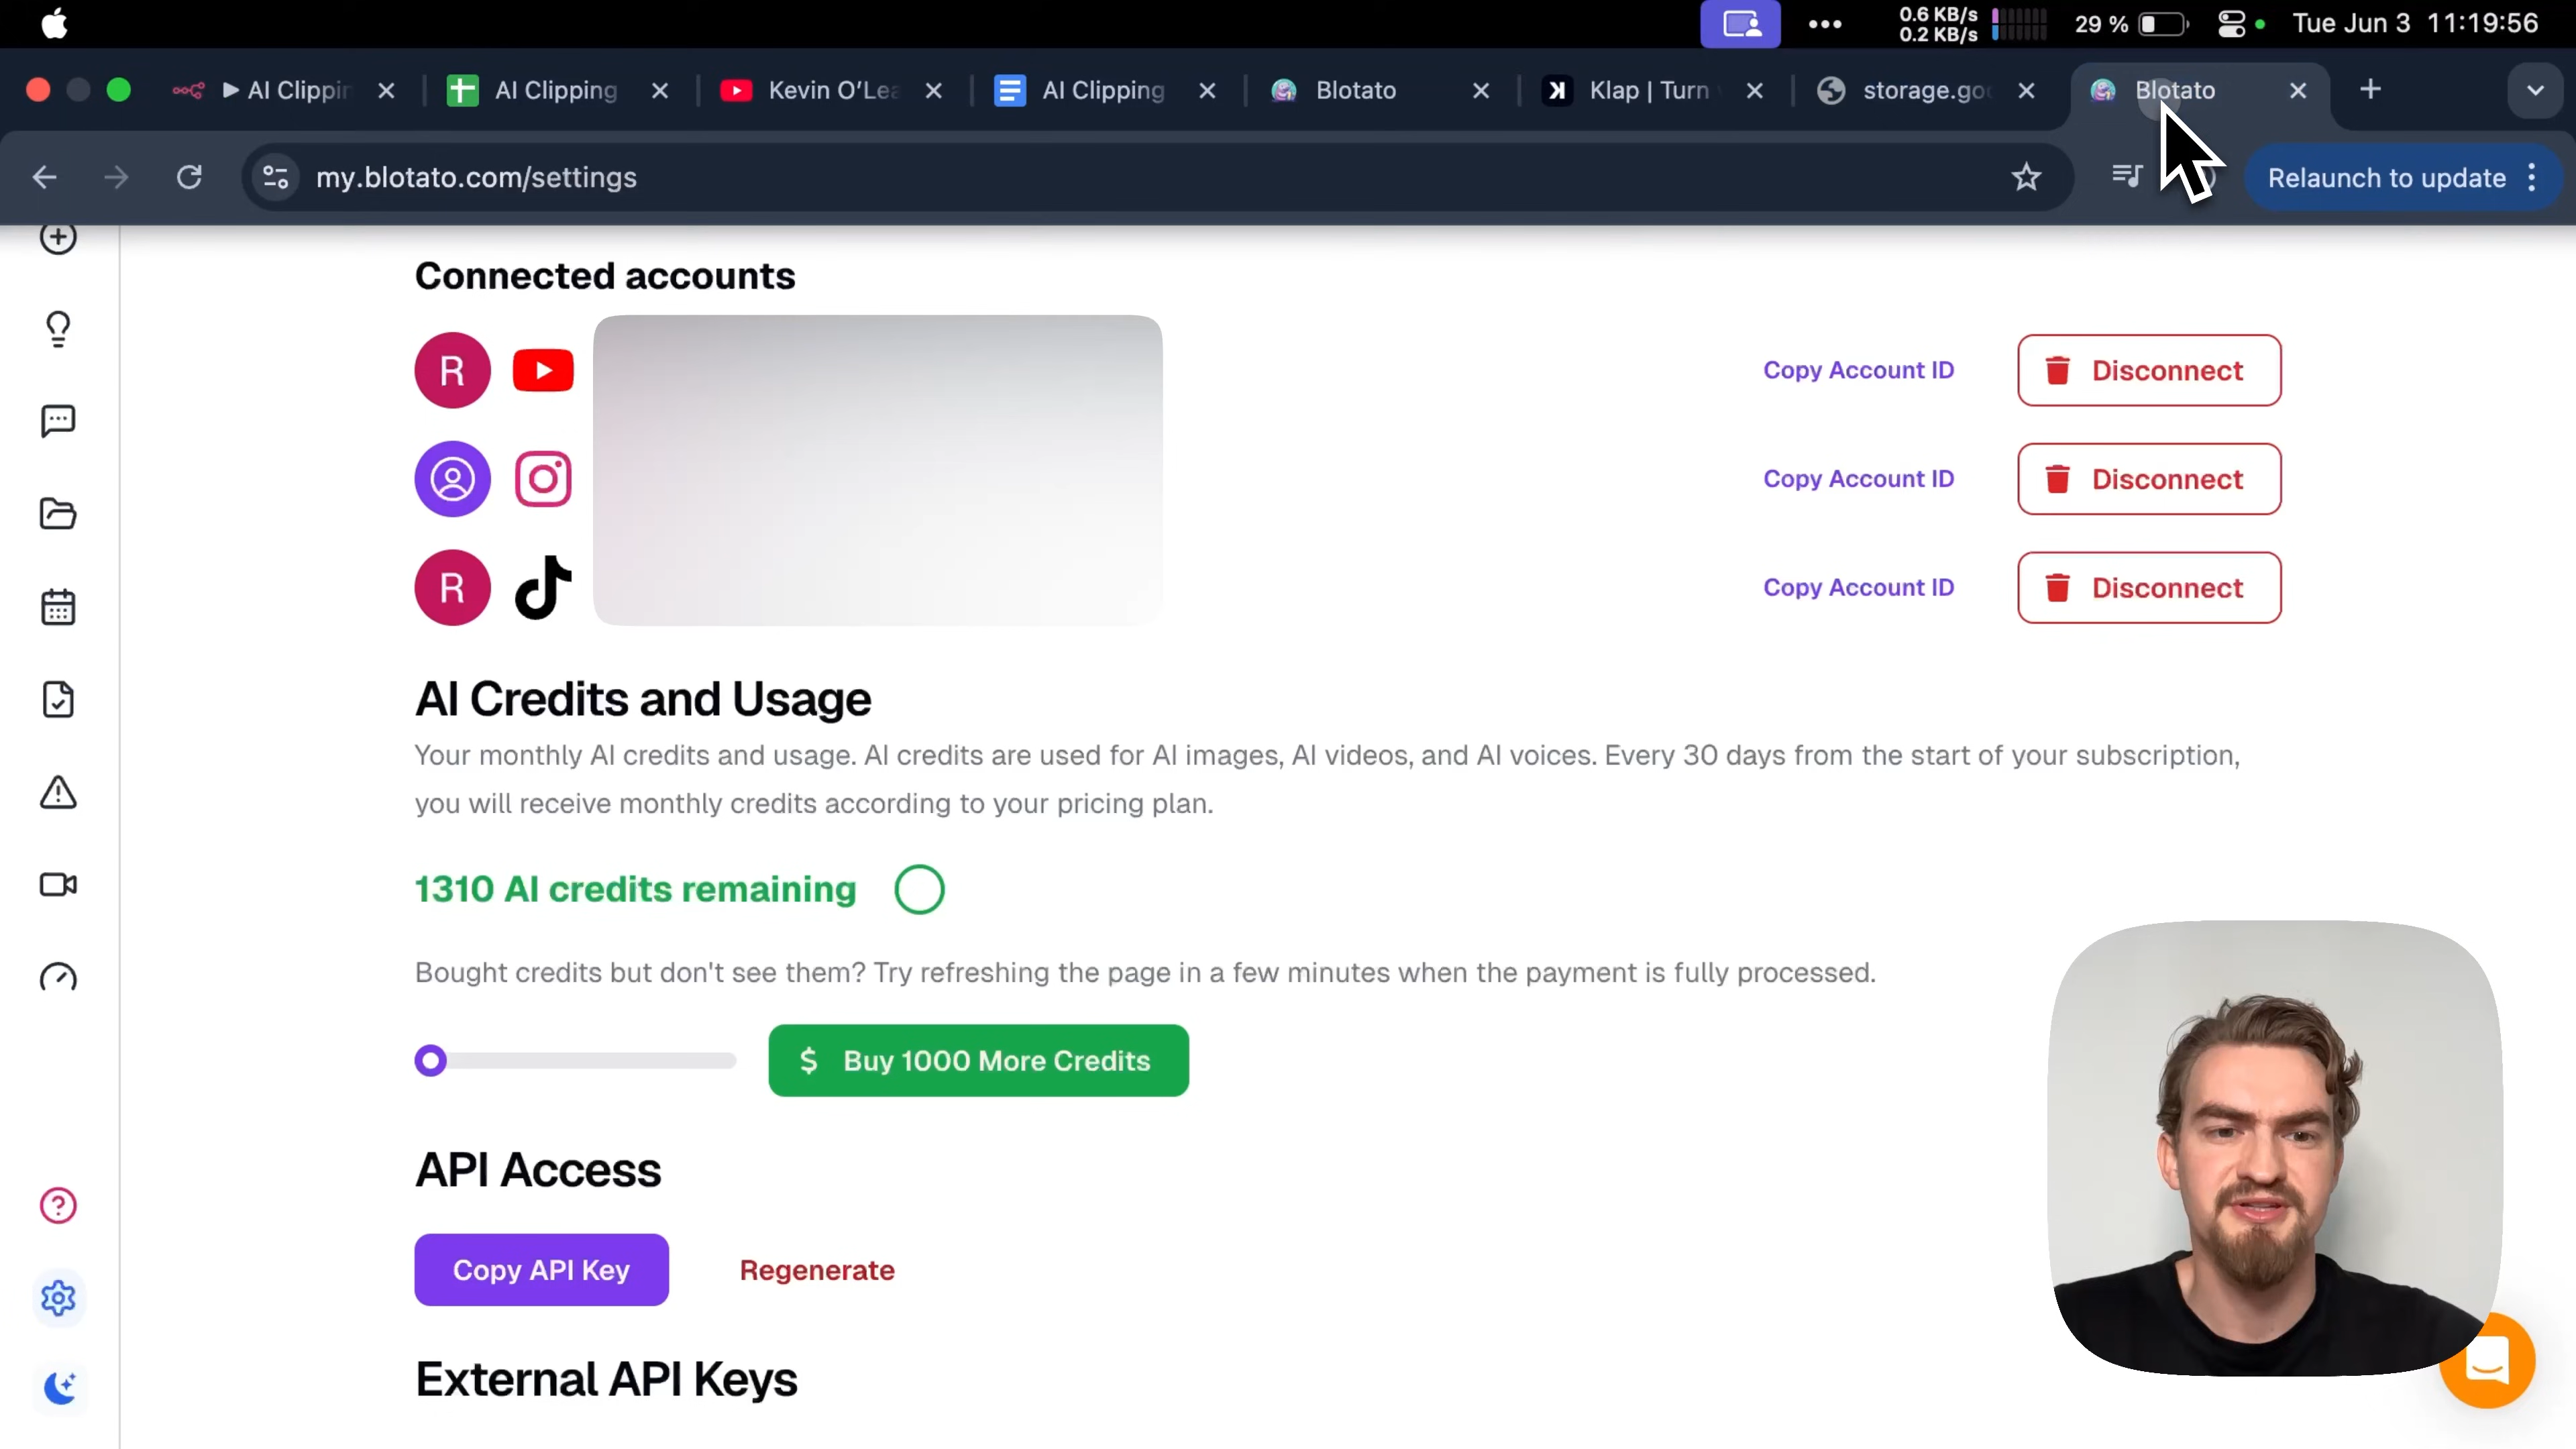 0.6 KB/s
0.2 KB/s
29 %
Tue Jun 3 11:19:56
AI Clippin
AI Clipping
Kevin O'Lea
AI Clipping
Blotato
Klap | Turn
storage.goo
Blotato
my.blotato.com/settings
Relaunch to update
Connected accounts
R
Copy Account ID
Disconnect
Copy Account ID
Disconnect
R
Copy Account ID
Disconnect
AI Credits and Usage
Your monthly AI credits and usage. AI credits are used for AI images, AI videos, and AI voices. Every 30 days from the start of your subscription,
you will receive monthly credits according to your pricing plan.
1310 AI credits remaining
Bought credits but don't see them? Try refreshing the page in a few minutes when the payment is fully processed.
$ Buy 1000 More Credits
API Access
Copy API Key
Regenerate
External API Keys